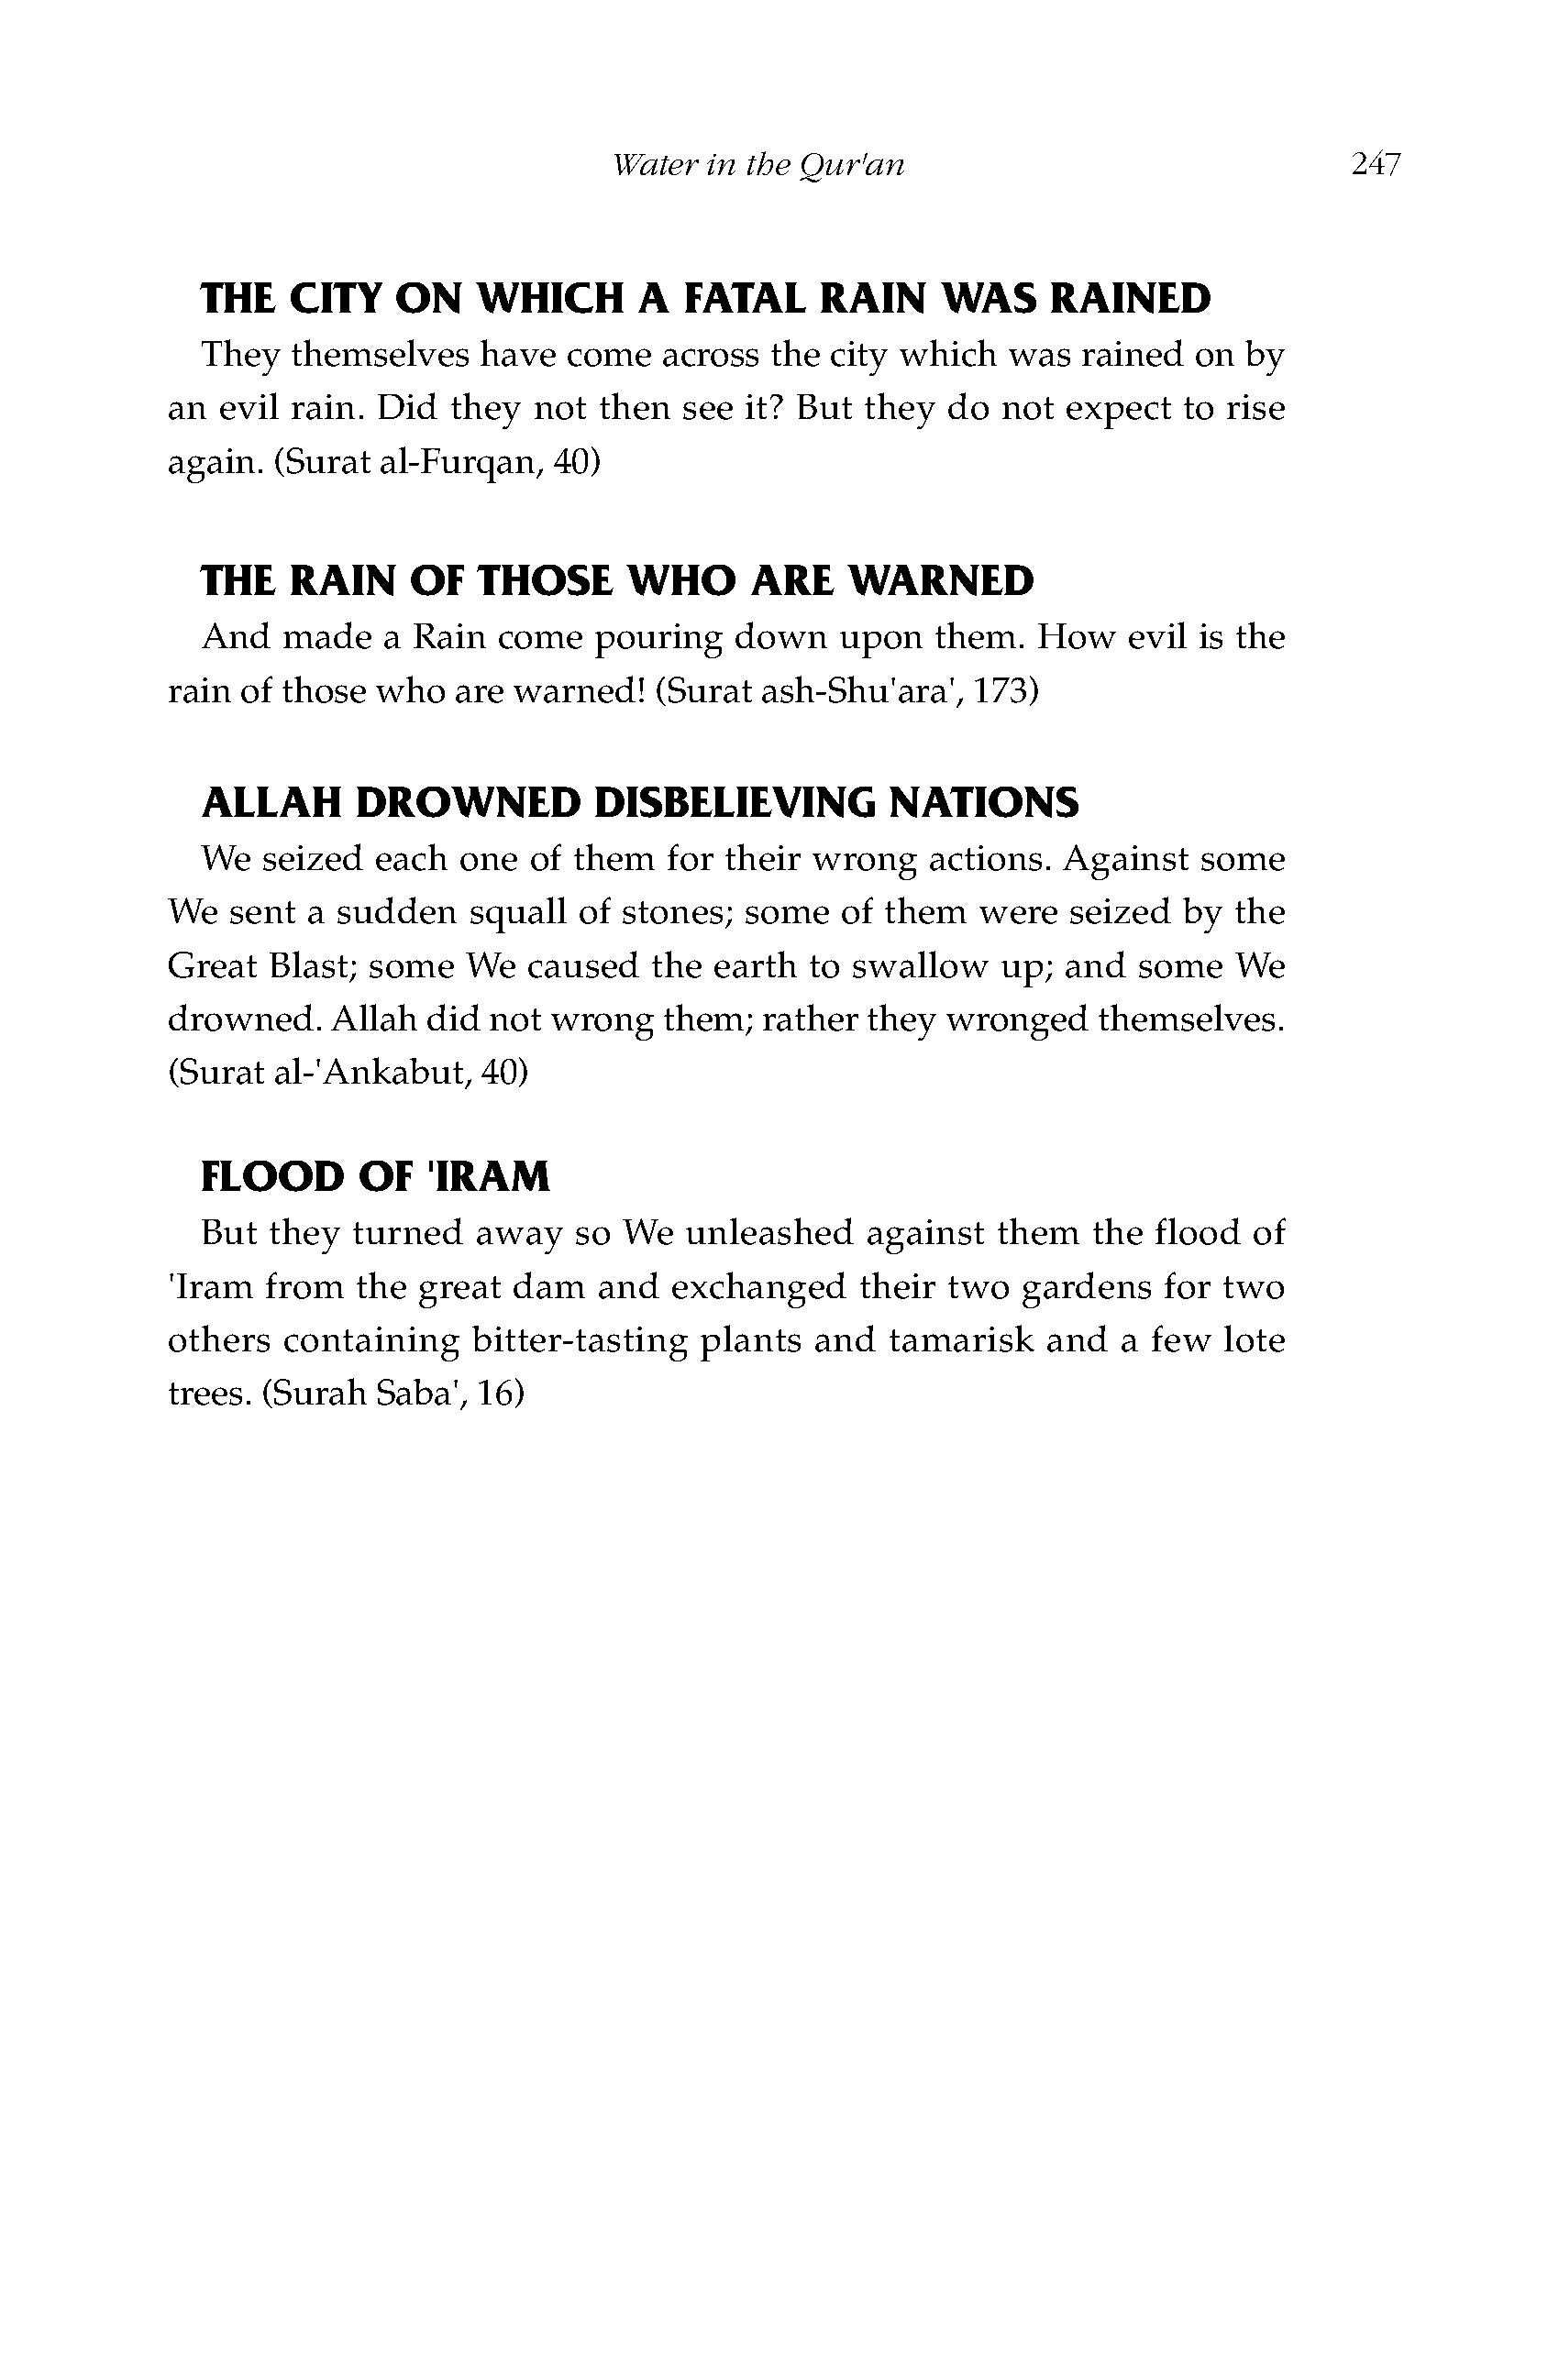 Water in the Qur'an 247
THE CITY ON WHICH A FATAL RAIN WAS RAINED
They themselves have come across the city which was rained on by
an evil rain. Did they not then see it? But they do not expect to rise
again. (Surat al-Furqan, 40)
THE RAIN OF THOSE WHO ARE WARNED
And made a Rain come pouring down upon them. How evil is the
rain of those who are warned! (Surat ash-Shu'ara', 173)
ALLAH DROWNED DISBELIEVING NATIONS
We seized each one of them for their wrong actions. Against some
We sent a sudden squall of stones; some of them were seized by the
Great Blast; some We caused the earth to swallow up; and some We
drowned. Allah did not wrong them; rather they wronged themselves.
(Surat al-'Ankabut, 40)
FLOOD OF 'IRAM
But they turned away so We unleashed against them the flood of
'Iram from the great dam and exchanged their two gardens for two
others containing bitter-tasting plants and tamarisk and a few lote
trees. (Surah Saba', 16)